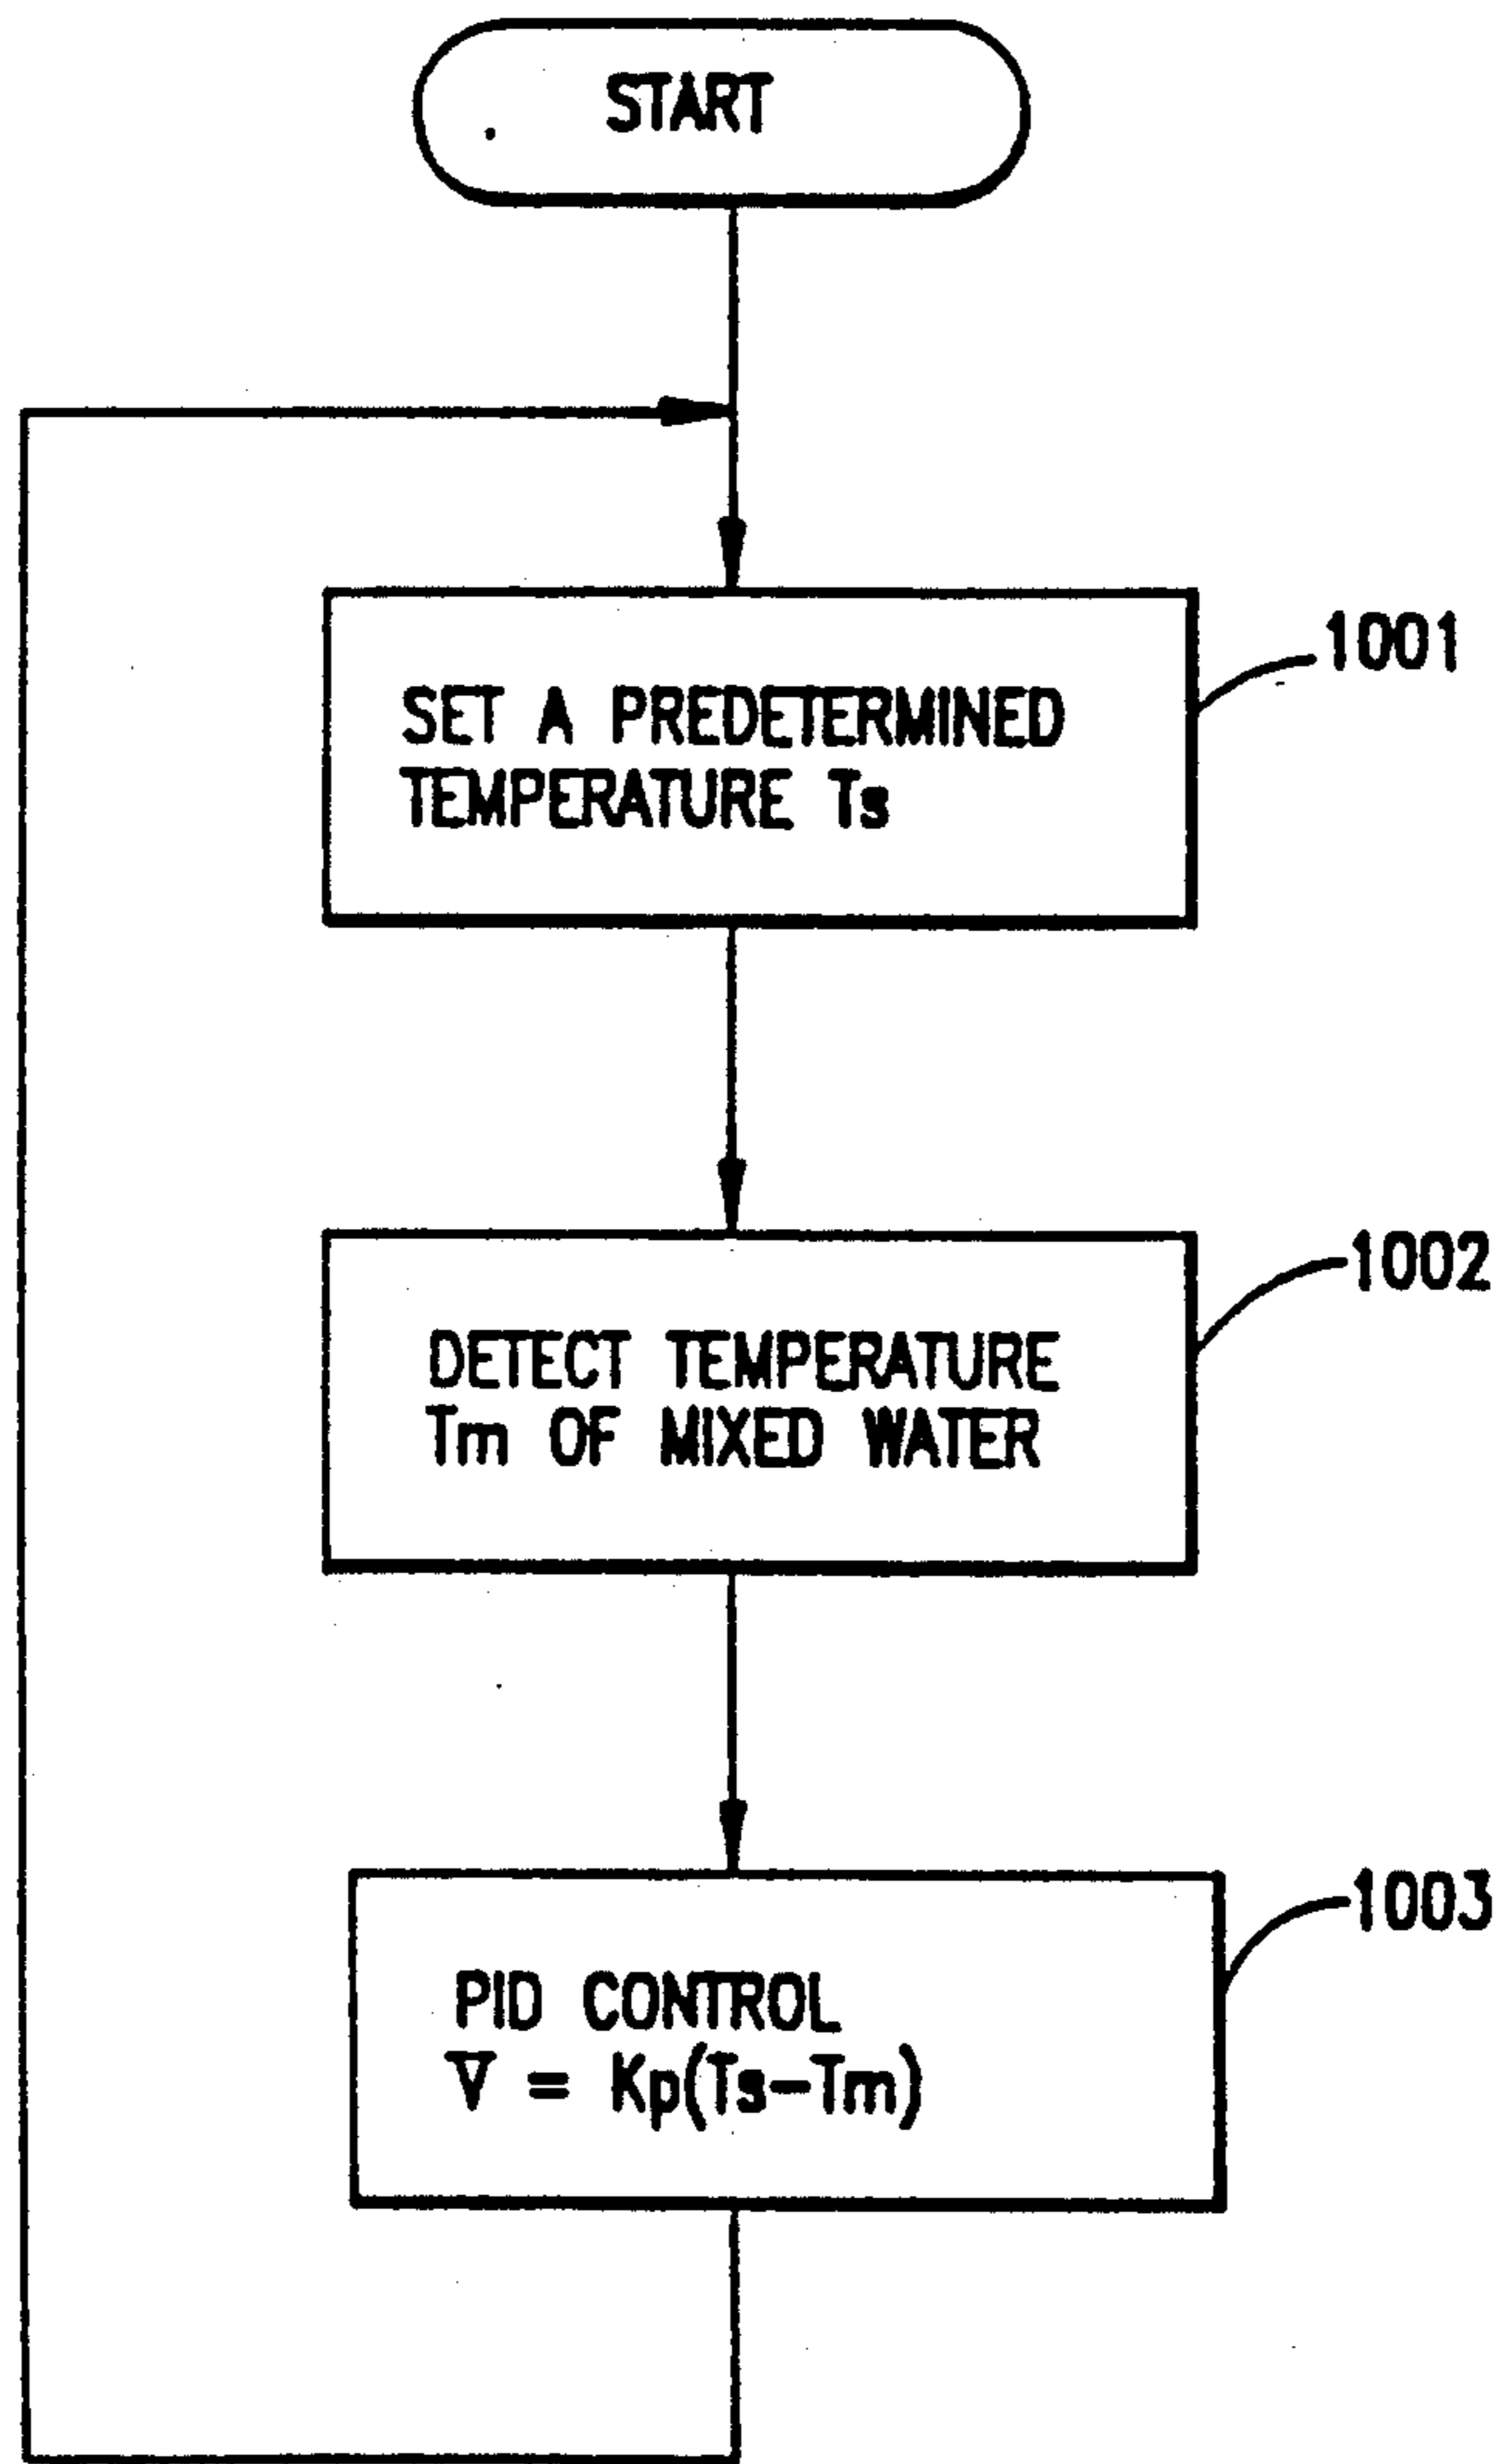 START
1001
SET A PREDETERMINED
TEMPERATURE Ts
1002
DETECT TEMPERATURE
Tm OF MIXED WATER
1003
PID CONTROL
V = Kp(Ts-Tm)